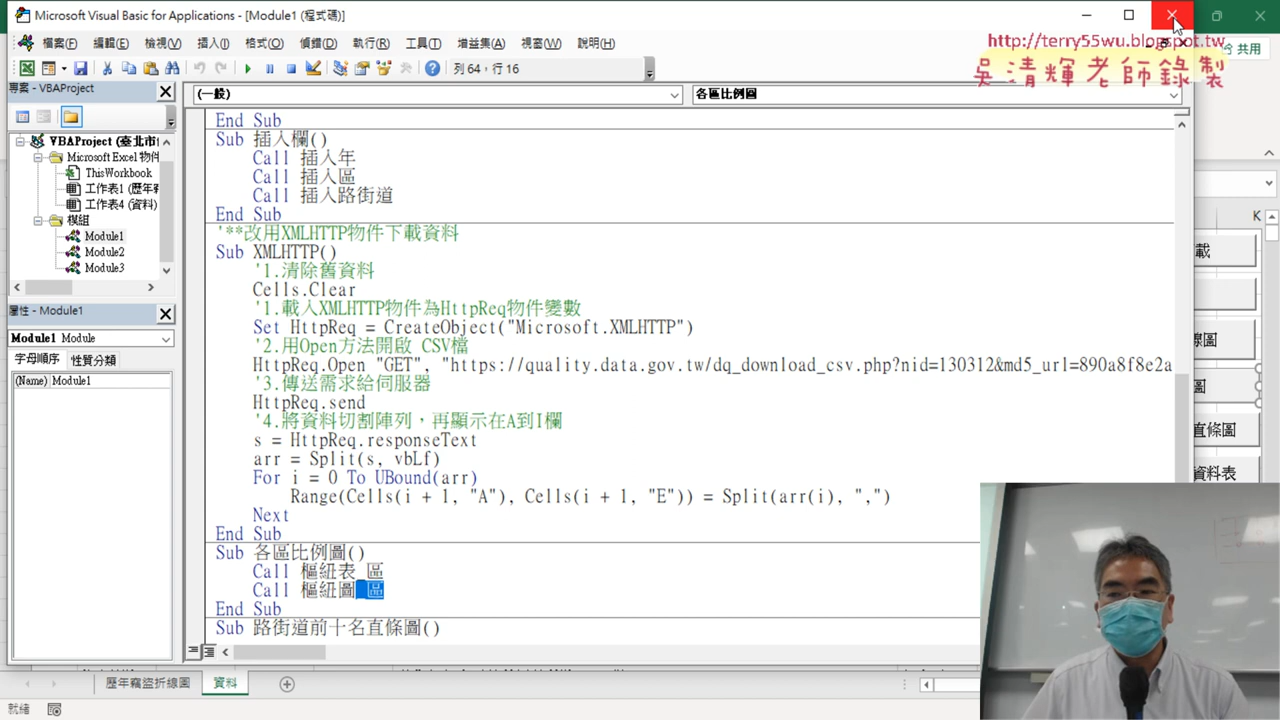 Microsoft Visual Basic for Applications - [Module1 (程式碼)]
檔案(F) 編輯(E) 檢視(V) 插入(I) 格式(O) 偵錯(D) 執行(R) 工具(T) 增益集(A) 視窗(W) 說明(H)
http://terry55wu.blogspot.tw
吳清輝老師錄製
共用
列 64，行 16
專案 - VBAProject
(一般)
各區比例圖
VBAProject (臺北市
Microsoft Excel 物件
ThisWorkbook
工作表1 (歷年
工作表4 (資料)
模組
Module1
Module2
Module3
屬性 - Module1
Module1 Module
字母順序 性質分類
(Name) Module1
End Sub
Sub 插入欄()
Call 插入年
Call 插入區
Call 插入路街道
End Sub
'**改用XMLHTTP物件下載資料
Sub XMLHTTP()
'1.清除舊資料
Cells.Clear
'1.載入XMLHTTP物件為HttpReq物件變數
Set HttpReq = CreateObject("Microsoft.XMLHTTP")
'2.用Open方法開啟 CSV檔
HttpReq.Open "GET", "https://quality.data.gov.tw/dq_download_csv.php?nid=130312&md5_url=890a8f8e2a
'3.傳送需求給伺服器
HttpReq.send
'4.將資料切割陣列，再顯示在A到I欄
s = HttpReq.responseText
arr = Split(s, vbLf)
For i = 0 To UBound(arr)
Range(Cells(i + 1, "A"), Cells(i + 1, "E")) = Split(arr(i), ",")
Next
End Sub
Sub 各區比例圖()
Call 樞紐表_區
Call 樞紐圖_區
End Sub
Sub 路街道前十名直條圖()
K
載
線圖
圖
直條圖
資料表
歷年竊盜折線圖
資料
就緒